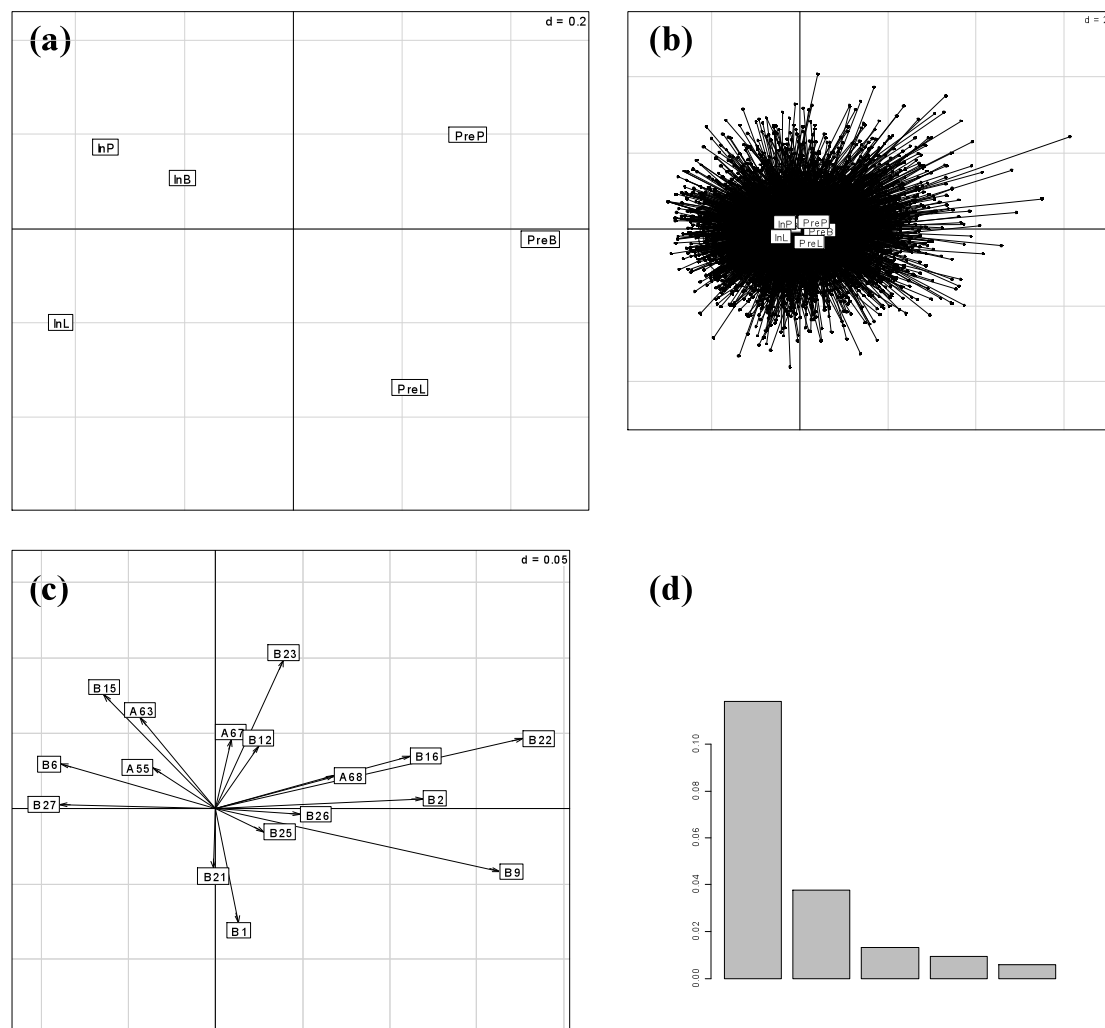 (a)
d = 0.2
InP
PreP
InB
PreB
InL
PreL
(b)
InP
PreP
PreB
InL
PreL
(c)
d = 0.05
B23
B15
A63
A67
B12
B22
B16
B6
A55
A68
B2
B27
B26
B25
B9
B21
B1
(d)
0.10
0.08
0.06
0.04
0.02
0.00